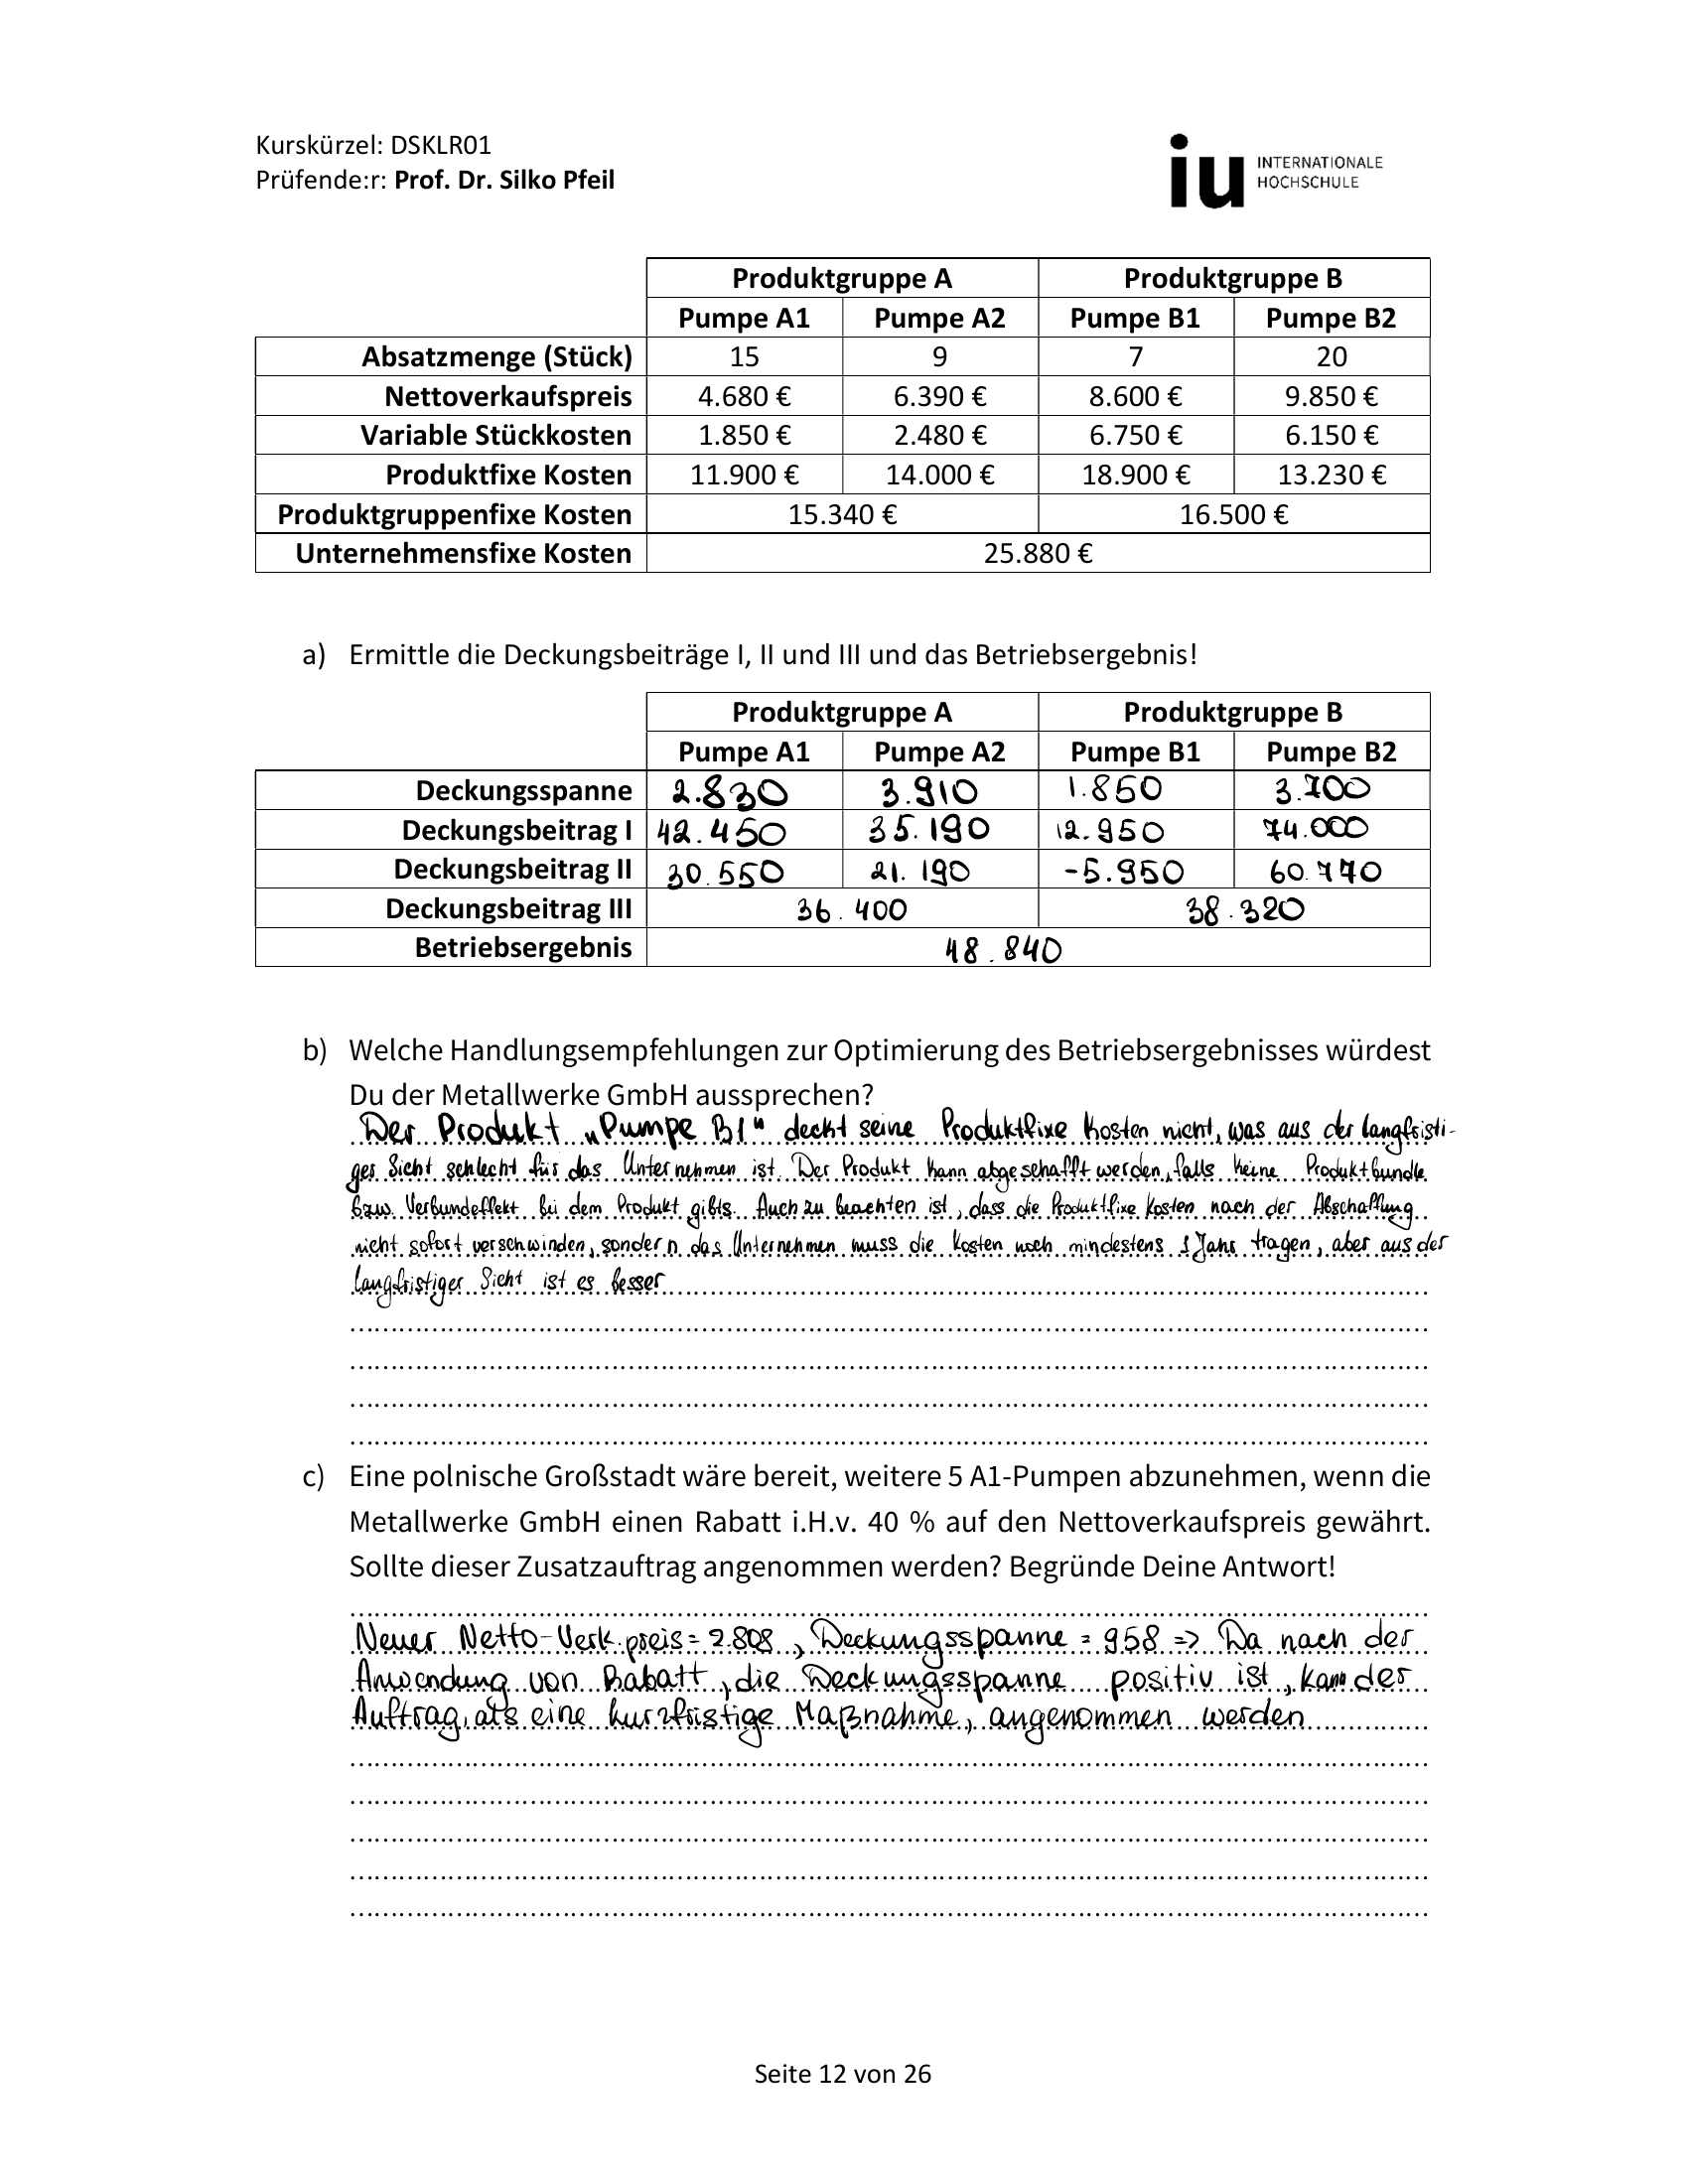 Kurskürzel: DSKLR01
Prüfende:r: Prof. Dr. Silko Pfeil
iu INTERNATIONALE
HOCHSCHULE
Produktgruppe A Produktgruppe B
Pumpe A1 Pumpe A2 Pumpe B1 Pumpe B2
Absatzmenge (Stück) 15 9 7 20
Nettoverkaufspreis 4.680 € 6.390 € 8.600 € 9.850 €
Variable Stückkosten 1.850 € 2.480 € 6.750 € 6.150 €
Produktfixe Kosten 11.900 € 14.000 € 18.900 € 13.230 €
Produktgruppenfixe Kosten 15.340 € 16.500 €
Unternehmensfixe Kosten 25.880 €
a) Ermittle die Deckungsbeiträge I, II und III und das Betriebsergebnis!
Produktgruppe A Produktgruppe B
Pumpe A1 Pumpe A2 Pumpe B1 Pumpe B2
Deckungsspanne 2.830 3.910 1.850 3.700
Deckungsbeitrag I 42.450 35.190 12.950 74.000
Deckungsbeitrag II 30.550 21.190 -5.950 60.770
Deckungsbeitrag III 36.400 38.320
Betriebsergebnis 48.840
b) Welche Handlungsempfehlungen zur Optimierung des Betriebsergebnisses würdest
Du der Metallwerke GmbH aussprechen?
Der Produkt „Pumpe B1" deckt seine Produktfixe Kosten nicht, was aus der langfristi-
ger Sicht schlecht für das Unternehmen ist. Der Produkt kann abgeschafft werden, falls keine Produktbundle
bzw. Verbundeffekt bei dem Produkt gibts. Auch zu beachten ist, dass die Produktfixe Kosten nach der Abschaffung
nicht sofort verschwinden, sondern das Unternehmen muss die Kosten noch mindestens 1 Jahr tragen, aber aus der
langfristiger Sicht ist es besser
c) Eine polnische Großstadt wäre bereit, weitere 5 A1-Pumpen abzunehmen, wenn die
Metallwerke GmbH einen Rabatt i.H.v. 40 % auf den Nettoverkaufspreis gewährt.
Sollte dieser Zusatzauftrag angenommen werden? Begründe Deine Antwort!
Neuer Netto-Verk.preis = 2.808, Deckungsspanne = 958 => Da nach der
Anwendung von Rabatt, die Deckungsspanne positiv ist, kann der
Auftrag, als eine kurzfristige Maßnahme, angenommen werden
Seite 12 von 26